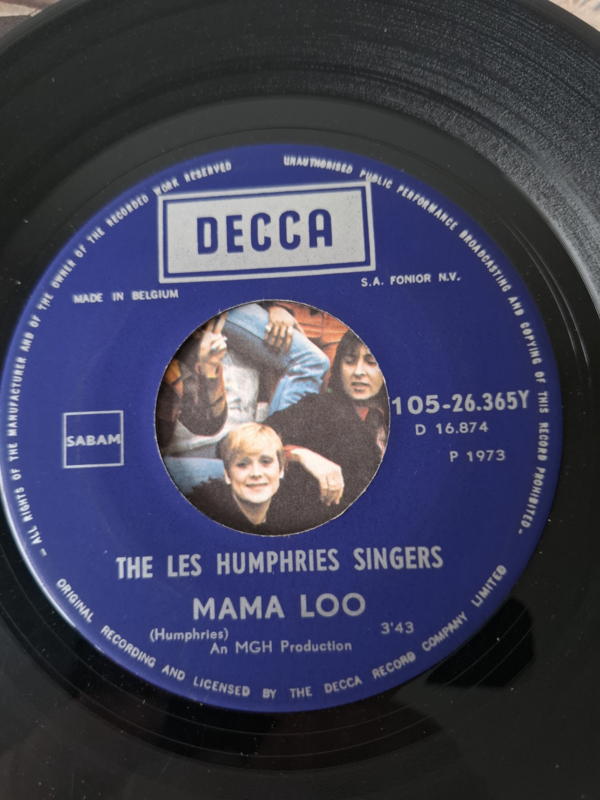 - ALL RIGHTS OF THE MANUFACTURER AND OF THE OWNER OF THE RECORDED WORK RESERVED
UNAUTHORISED PUBLIC PERFORMANCE BROADCASTING AND COPYING OF THIS RECORD PROHIBITED-
DECCA
MADE IN BELGIUM
S.A. FONIOR N.V.
105-26.365Y
SABAM
D 16.874
P 1973
THE LES HUMPHRIES SINGERS
MAMA LOO
(Humphries)
3'43
An MGH Production
ORIGINAL RECORDING AND LICENSED BY THE DECCA RECORD COMPANY LIMITED